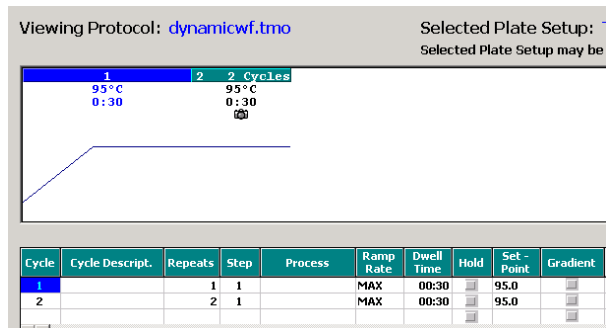 Viewing Protocol: dynamicwf.tmo Selected Plate Setup:
Selected Plate Setup may be
1 2 2 Cycles
95°C 95°C
0:30 0:30
Cycle Cycle Descript. Repeats Step Process Ramp Rate Dwell Time Hold Set-Point Gradient
1 1 1 MAX 00:30 95.0
2 2 1 MAX 00:30 95.0